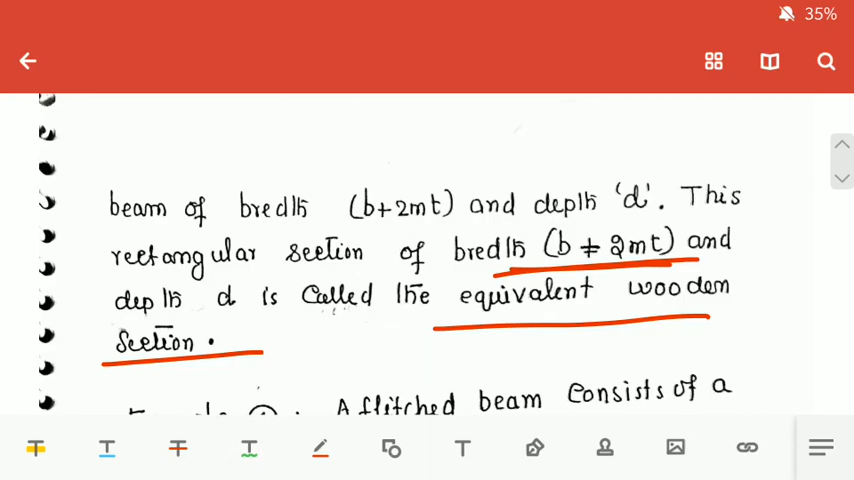 35%
beam of bredth (b+2mt) and depth 'd'. This
rectangular section of bredth (b + 2mt) and
depth d is called the equivalent wooden
section.
A flitched beam consists of a